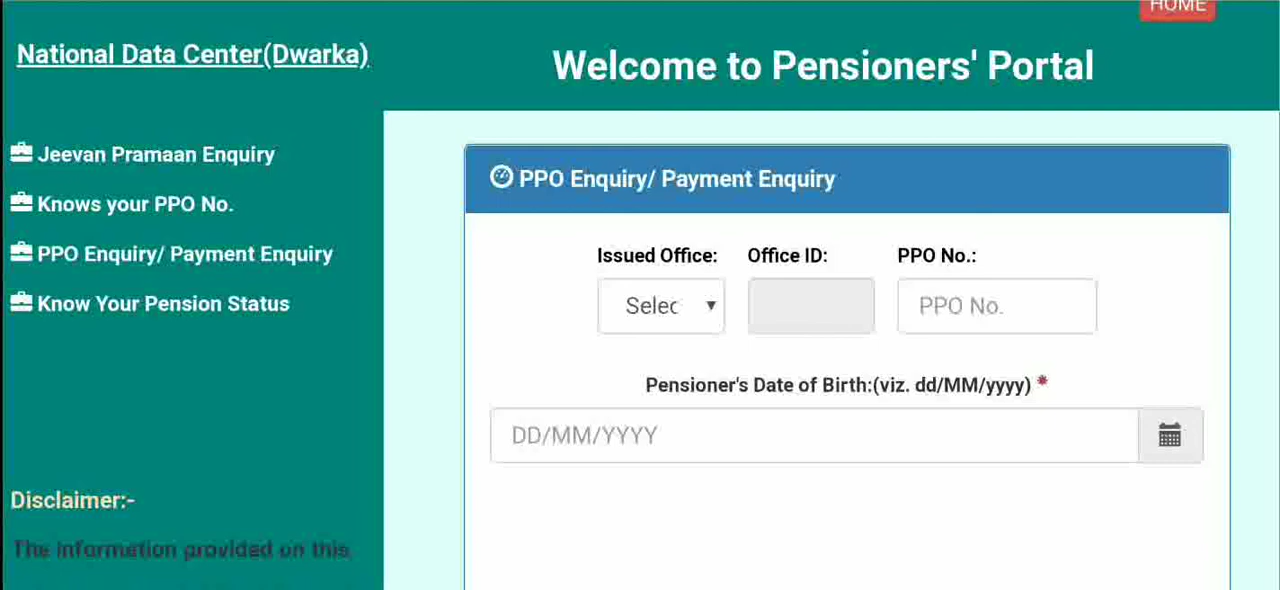 HOME
National Data Center(Dwarka)
Welcome to Pensioners' Portal
Jeevan Pramaan Enquiry
Knows your PPO No.
PPO Enquiry/ Payment Enquiry
Know Your Pension Status
Disclaimer:-
The information provided on this
PPO Enquiry/ Payment Enquiry
Issued Office: Office ID: PPO No.:
Selec PPO No.
Pensioner's Date of Birth:(viz. dd/MM/yyyy) *
DD/MM/YYYY